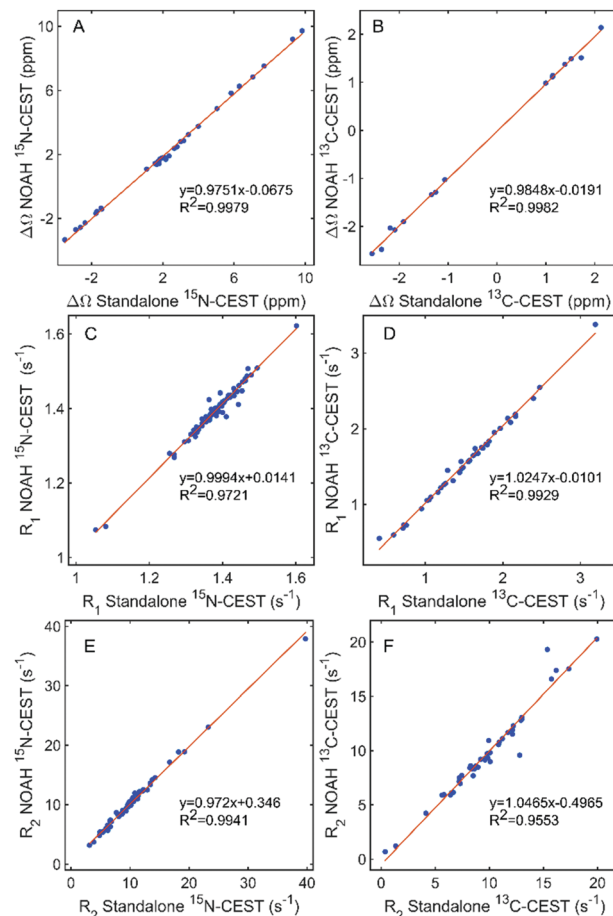 A
ΔΩ NOAH ¹⁵N-CEST (ppm)
10
6
2
-2
y=0.9751x-0.0675
R²=0.9979
-2 0 2 4 6 8 10
ΔΩ Standalone ¹⁵N-CEST (ppm)
B
ΔΩ NOAH ¹³C-CEST (ppm)
2
1
0
-1
-2
y=0.9848x-0.0191
R²=0.9982
-2 -1 0 1 2
ΔΩ Standalone ¹³C-CEST (ppm)
C
R₁ NOAH ¹⁵N-CEST (s⁻¹)
1.6
1.4
1.2
1
y=0.9994x+0.0141
R²=0.9721
1 1.2 1.4 1.6
R₁ Standalone ¹⁵N-CEST (s⁻¹)
D
R₁ NOAH ¹³C-CEST (s⁻¹)
3
2
1
y=1.0247x-0.0101
R²=0.9929
1 2 3
R₁ Standalone ¹³C-CEST (s⁻¹)
E
R₂ NOAH ¹⁵N-CEST (s⁻¹)
40
30
20
10
0
y=0.972x+0.346
R²=0.9941
0 10 20 30 40
R₂ Standalone ¹⁵N-CEST (s⁻¹)
F
R₂ NOAH ¹³C-CEST (s⁻¹)
20
15
10
5
0
y=1.0465x-0.4965
R²=0.9553
0 5 10 15 20
R₂ Standalone ¹³C-CEST (s⁻¹)